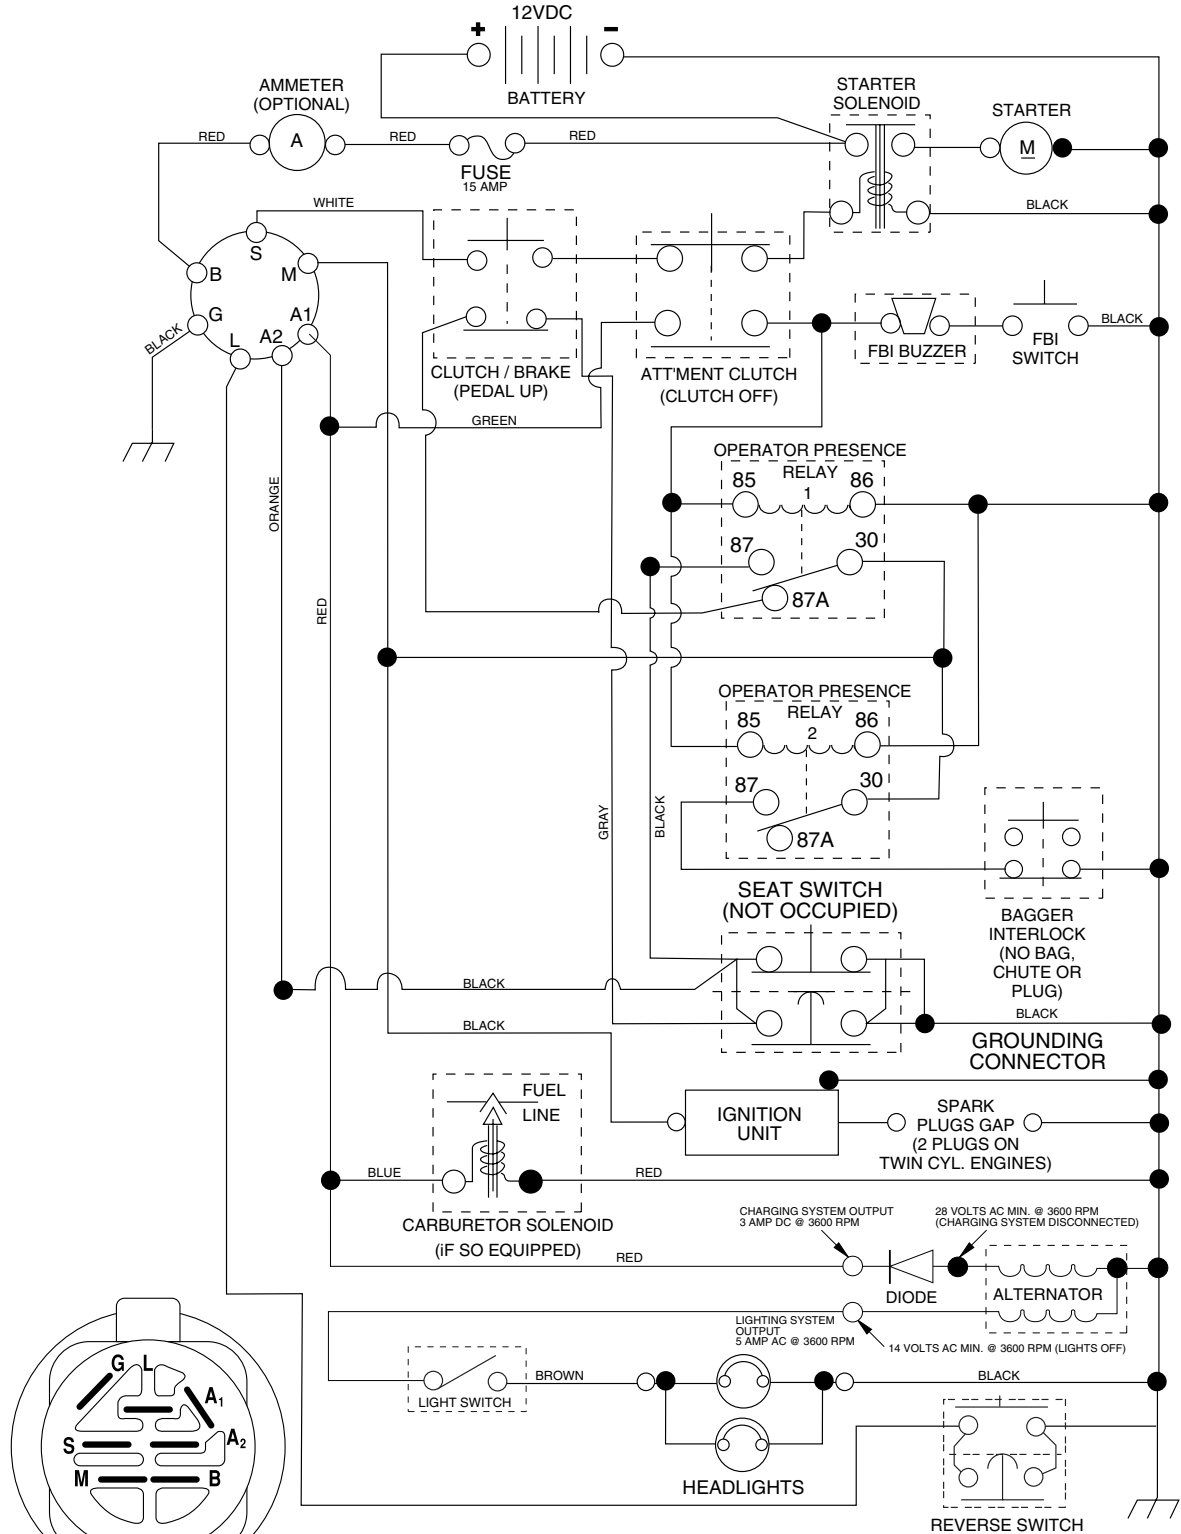 12VDC
+
-
BATTERY
AMMETER
(OPTIONAL)
RED
A
RED
FUSE
15 AMP
RED
STARTER
SOLENOID
STARTER
M
BLACK
WHITE
S
B
M
G
A1
L
A2
BLACK
CLUTCH / BRAKE
(PEDAL UP)
ATT'MENT CLUTCH
(CLUTCH OFF)
FBI BUZZER
FBI
SWITCH
BLACK
GREEN
ORANGE
RED
OPERATOR PRESENCE
RELAY
1
85
86
87
30
87A
OPERATOR PRESENCE
RELAY
2
85
86
87
30
87A
GRAY
BLACK
BAGGER
INTERLOCK
(NO BAG,
CHUTE OR
PLUG)
SEAT SWITCH
(NOT OCCUPIED)
BLACK
BLACK
BLACK
GROUNDING
CONNECTOR
FUEL
LINE
IGNITION
UNIT
SPARK
PLUGS GAP
(2 PLUGS ON
TWIN CYL. ENGINES)
BLUE
RED
CARBURETOR SOLENOID
(iF SO EQUIPPED)
CHARGING SYSTEM OUTPUT
3 AMP DC @ 3600 RPM
28 VOLTS AC MIN. @ 3600 RPM
(CHARGING SYSTEM DISCONNECTED)
RED
DIODE
ALTERNATOR
LIGHTING SYSTEM
OUTPUT
5 AMP AC @ 3600 RPM
14 VOLTS AC MIN. @ 3600 RPM (LIGHTS OFF)
LIGHT SWITCH
BROWN
BLACK
HEADLIGHTS
REVERSE SWITCH
G
L
A1
S
A2
M
B